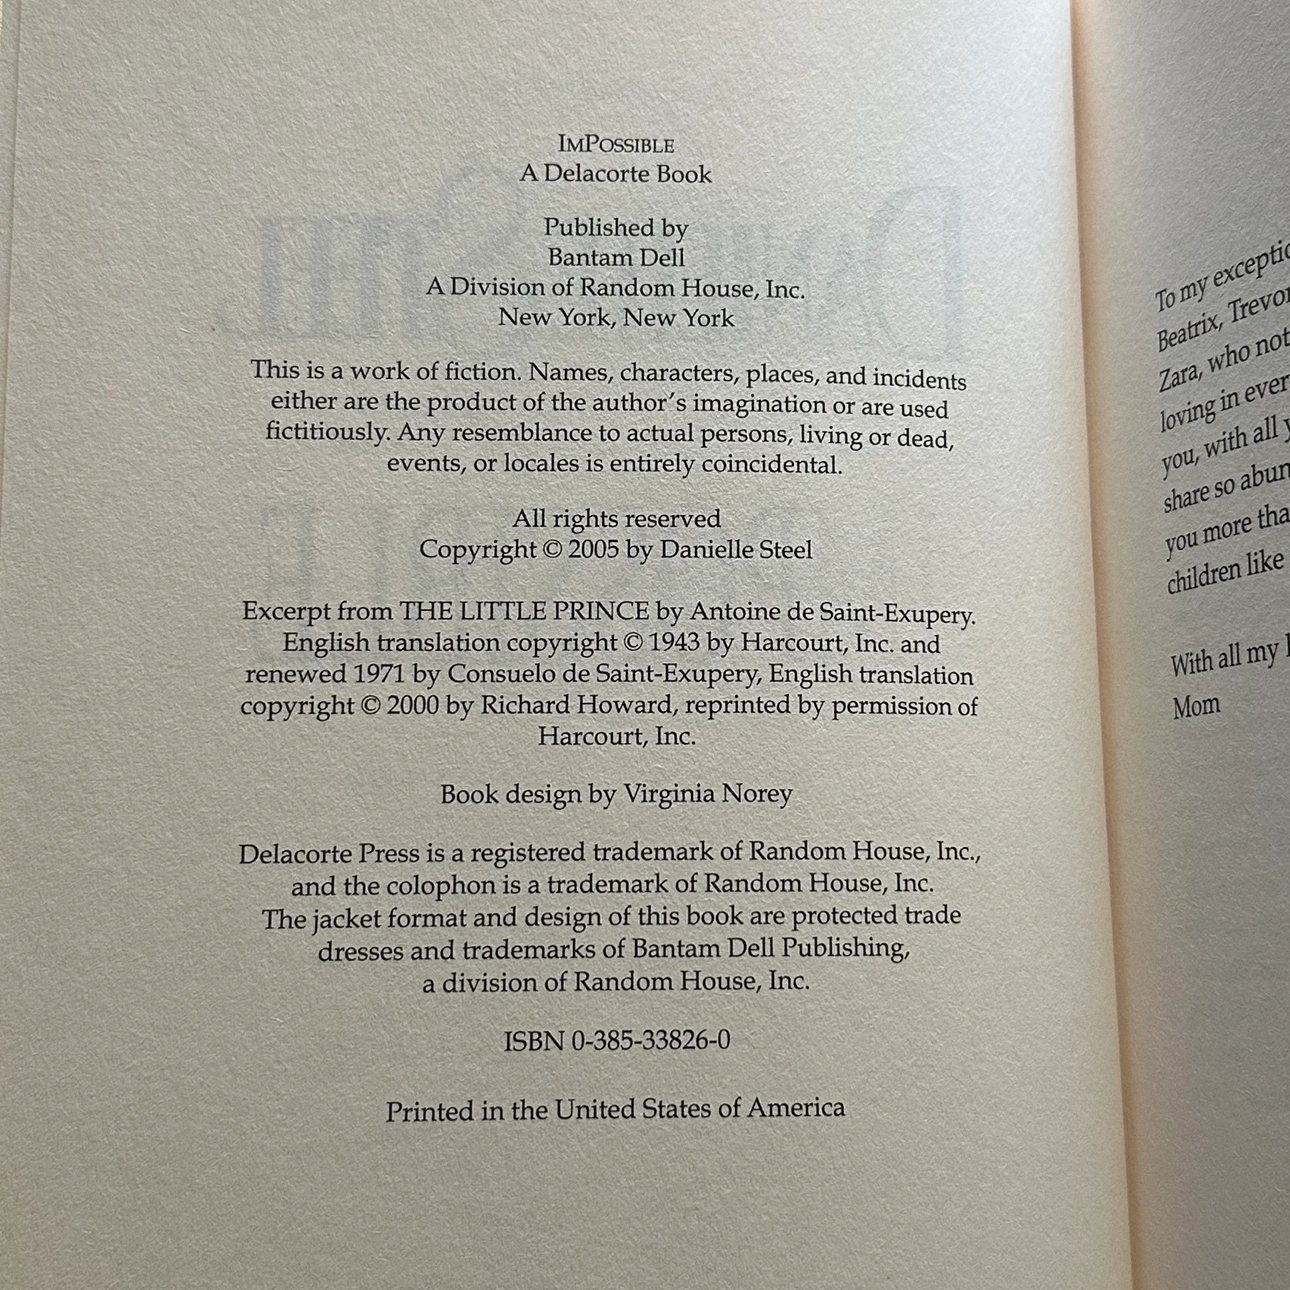 IMPOSSIBLE
A Delacorte Book
Published by
Bantam Dell
A Division of Random House, Inc.
New York, New York
This is a work of fiction. Names, characters, places, and incidents
either are the product of the author's imagination or are used
fictitiously. Any resemblance to actual persons, living or dead,
events, or locales is entirely coincidental.
All rights reserved
Copyright © 2005 by Danielle Steel
Excerpt from THE LITTLE PRINCE by Antoine de Saint-Exupery.
English translation copyright © 1943 by Harcourt, Inc. and
renewed 1971 by Consuelo de Saint-Exupery, English translation
copyright © 2000 by Richard Howard, reprinted by permission of
Harcourt, Inc.
Book design by Virginia Norey
Delacorte Press is a registered trademark of Random House, Inc.,
and the colophon is a trademark of Random House, Inc.
The jacket format and design of this book are protected trade
dresses and trademarks of Bantam Dell Publishing,
a division of Random House, Inc.
ISBN 0-385-33826-0
Printed in the United States of America
To my
Beatrix, Trevor
Zara, who not
loving in
you, with all
share so
you more
children like
With all my
Mom